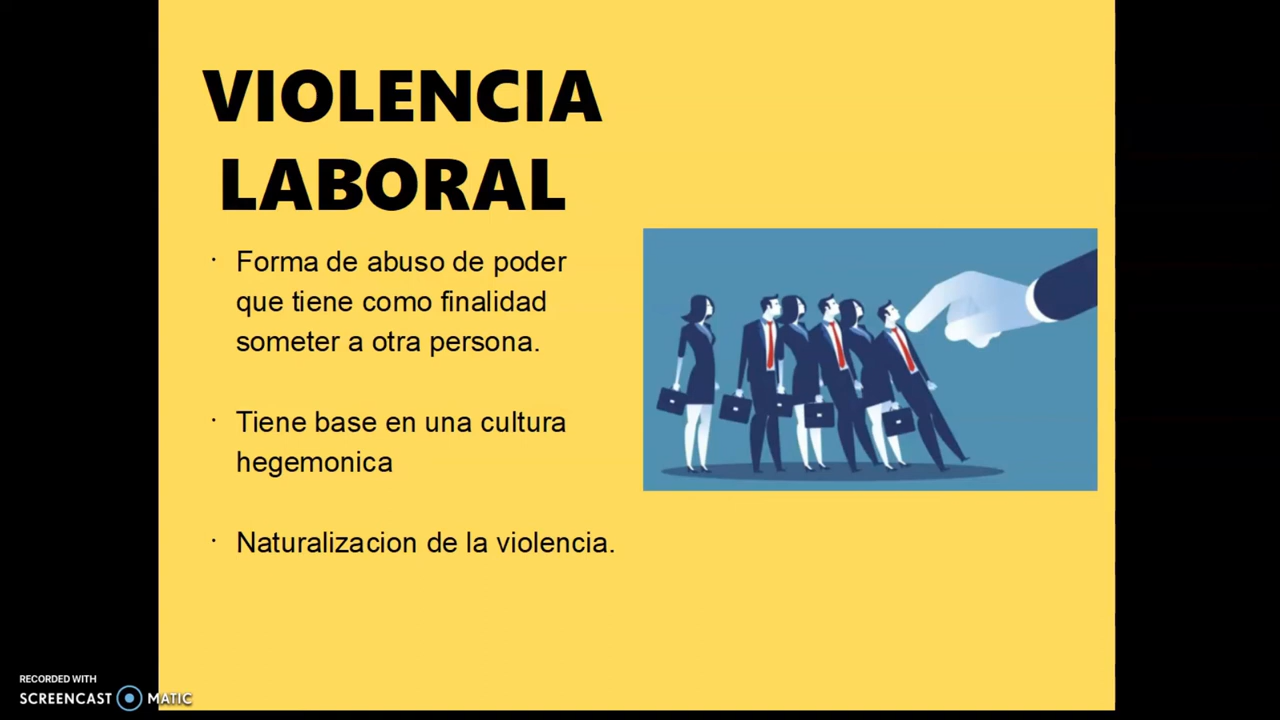 VIOLENCIA
LABORAL
· Forma de abuso de poder
que tiene como finalidad
someter a otra persona.
· Tiene base en una cultura
hegemonica
· Naturalizacion de la violencia.
RECORDED WITH
SCREENCAST MATIC